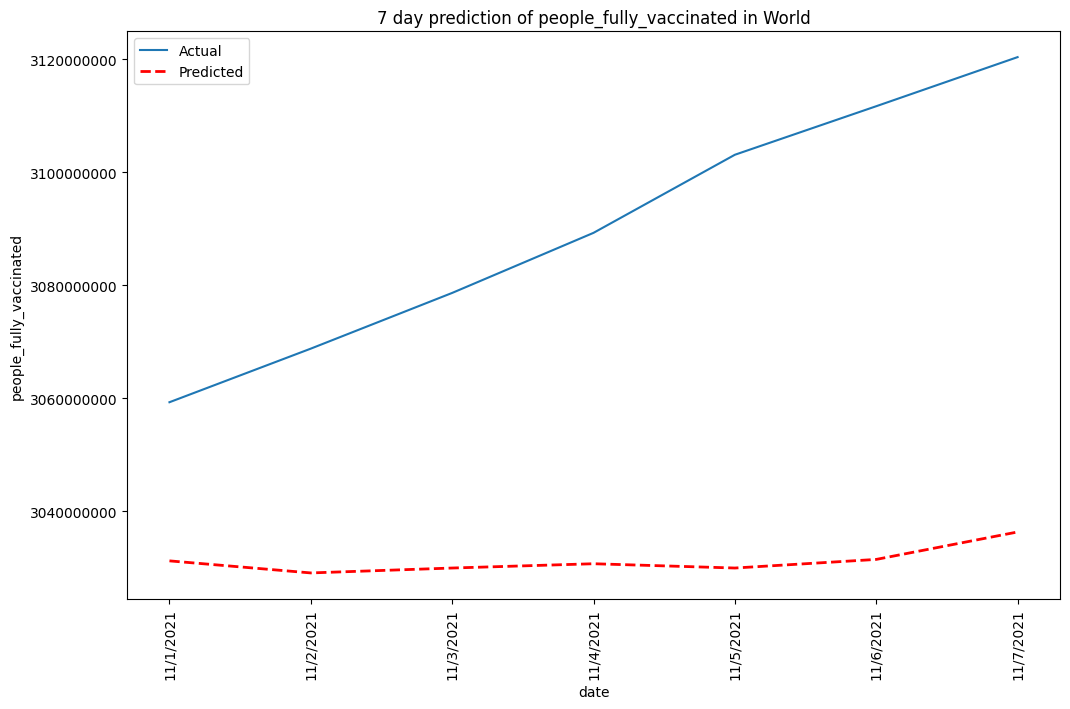 7 day prediction of people_fully_vaccinated in World
Actual
Predicted
3120000000
3100000000
3080000000
3060000000
3040000000
people_fully_vaccinated
11/1/2021
11/2/2021
11/3/2021
11/4/2021
11/5/2021
11/6/2021
11/7/2021
date